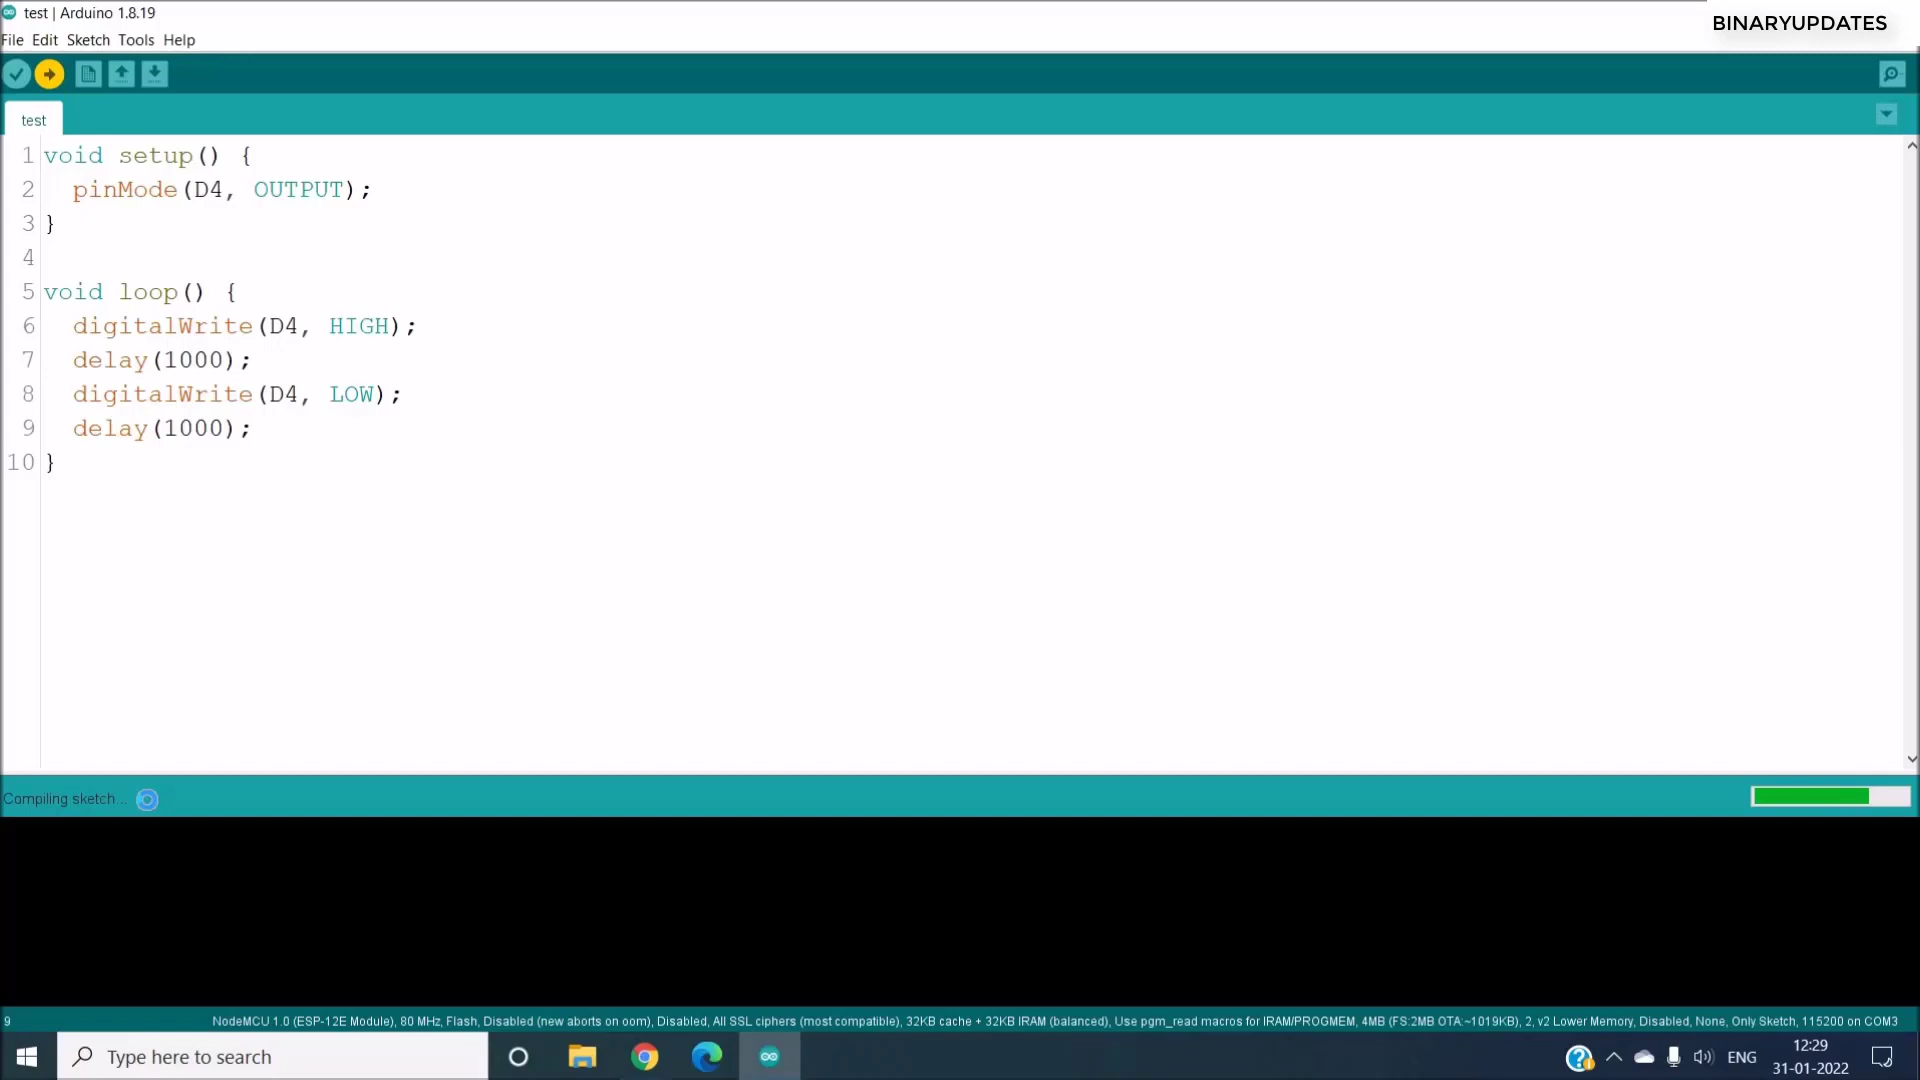 test | Arduino 1.8.19
BINARYUPDATES
File Edit Sketch Tools Help
test
1 void setup() {
2 pinMode(D4, OUTPUT);
3 }
4
5 void loop() {
6 digitalWrite(D4, HIGH);
7 delay(1000);
8 digitalWrite(D4, LOW);
9 delay(1000);
10 }
Compiling sketch...
9 NodeMCU 1.0 (ESP-12E Module), 80 MHz, Flash, Disabled (new aborts on oom), Disabled, All SSL ciphers (most compatible), 32KB cache + 32KB IRAM (balanced), Use pgm_read macros for IRAM/PROGMEM, 4MB (FS:2MB OTA:~1019KB), 2, v2 Lower Memory, Disabled, None, Only Sketch, 115200 on COM3
Type here to search
ENG
12:29
31-01-2022